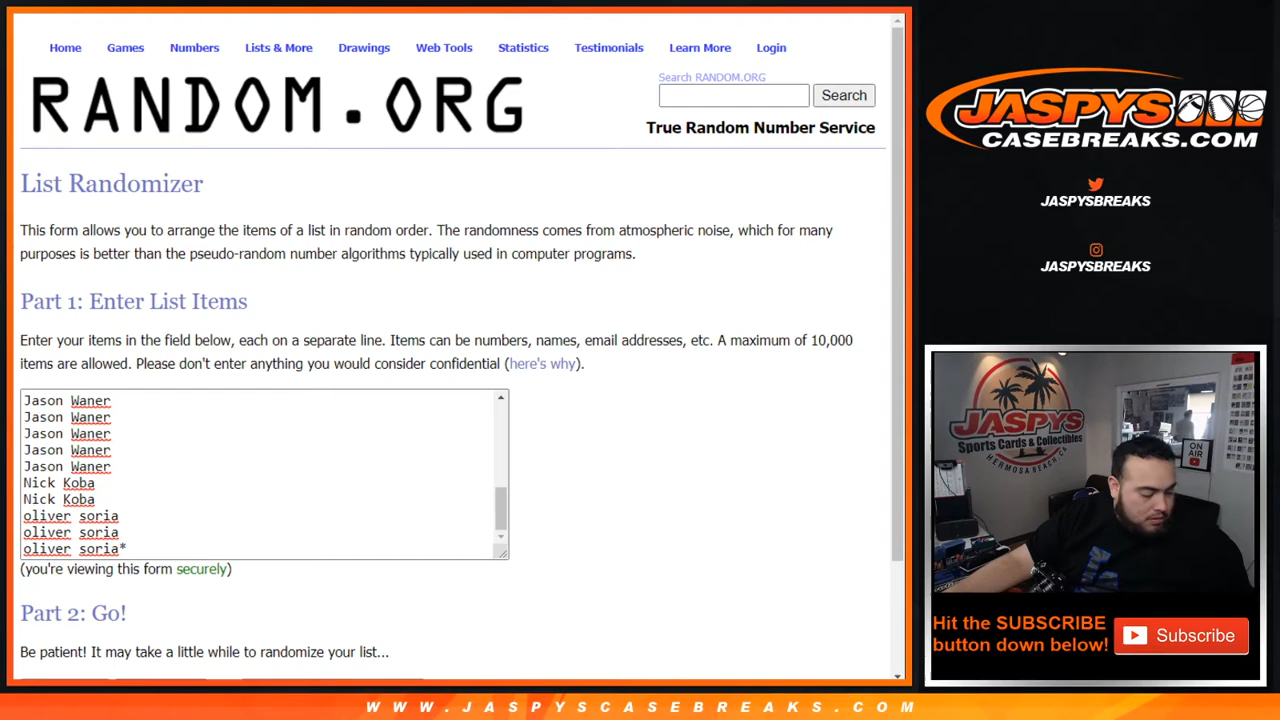 Home Games Numbers Lists & More Drawings Web Tools Statistics Testimonials Learn More Login
RANDOM.ORG
Search RANDOM.ORG
Search
True Random Number Service
List Randomizer
This form allows you to arrange the items of a list in random order. The randomness comes from atmospheric noise, which for many
purposes is better than the pseudo-random number algorithms typically used in computer programs.
Part 1: Enter List Items
Enter your items in the field below, each on a separate line. Items can be numbers, names, email addresses, etc. A maximum of 10,000
items are allowed. Please don't enter anything you would consider confidential (here's why).
Jason Waner
Jason Waner
Jason Waner
Jason Waner
Jason Waner
Nick Koba
Nick Koba
oliver soria
oliver soria
oliver soria*
(you're viewing this form securely)
Part 2: Go!
Be patient! It may take a little while to randomize your list...
JASPYS
CASEBREAKS.COM
JASPYSBREAKS
JASPYSBREAKS
JASPYS
Sports Cards & Collectibles
HERMOSA BEACH, CA
ON
AIR
Hit the SUBSCRIBE
button down below!
Subscribe
WWW.JASPYSCASEBREAKS.COM